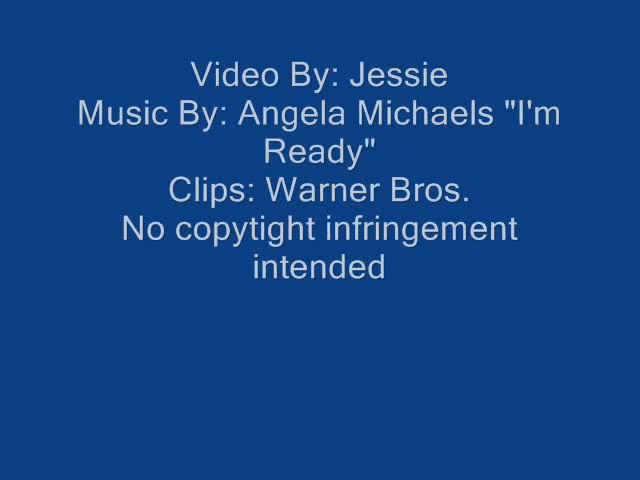 Video By: Jessie
Music By: Angela Michaels "I'm
Ready"
Clips: Warner Bros.
No copytight infringement
intended